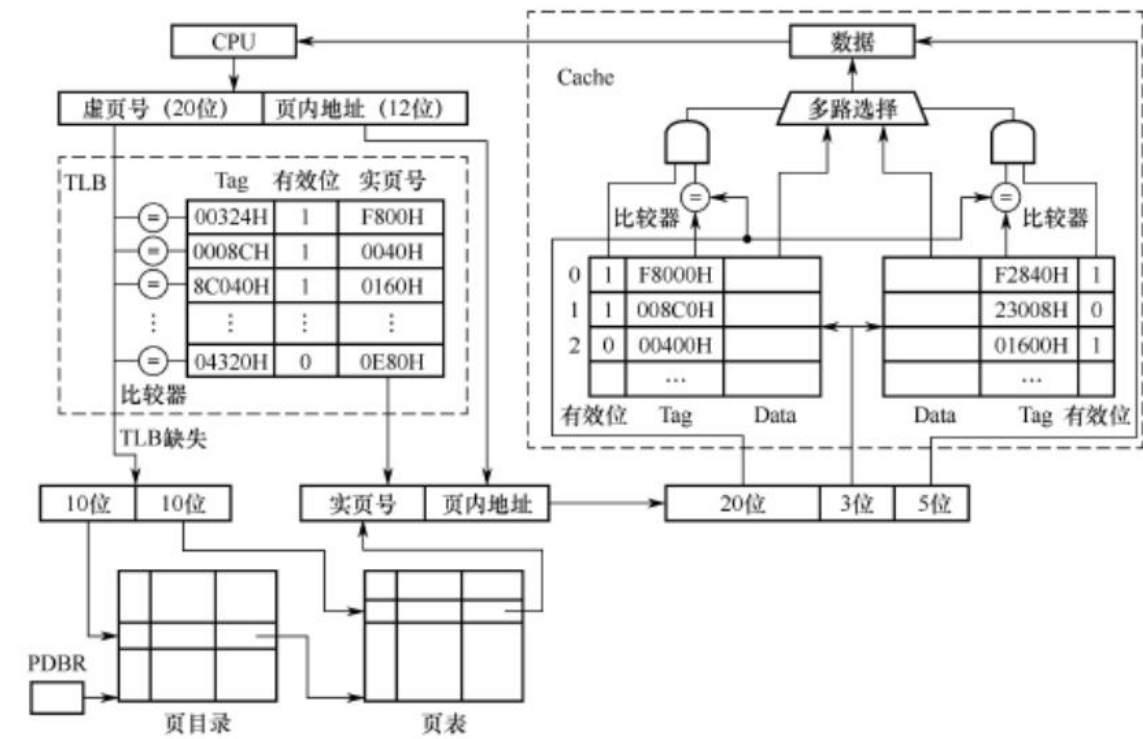 CPU
虚页号（20位） 页内地址（12位）
TLB
Tag 有效位 实页号
= 00324H 1 F800H
= 0008CH 1 0040H
= 8C040H 1 0160H
⋮ ⋮ ⋮ ⋮
= 04320H 0 0E80H
比较器
TLB缺失
10位 10位
实页号 页内地址
20位 3位 5位
PDBR
页目录
页表
数据
Cache
多路选择
= =
比较器 比较器
0 1 F8000H F2840H 1
1 1 008C0H 23008H 0
2 0 00400H 01600H 1
… …
有效位 Tag Data Data Tag 有效位